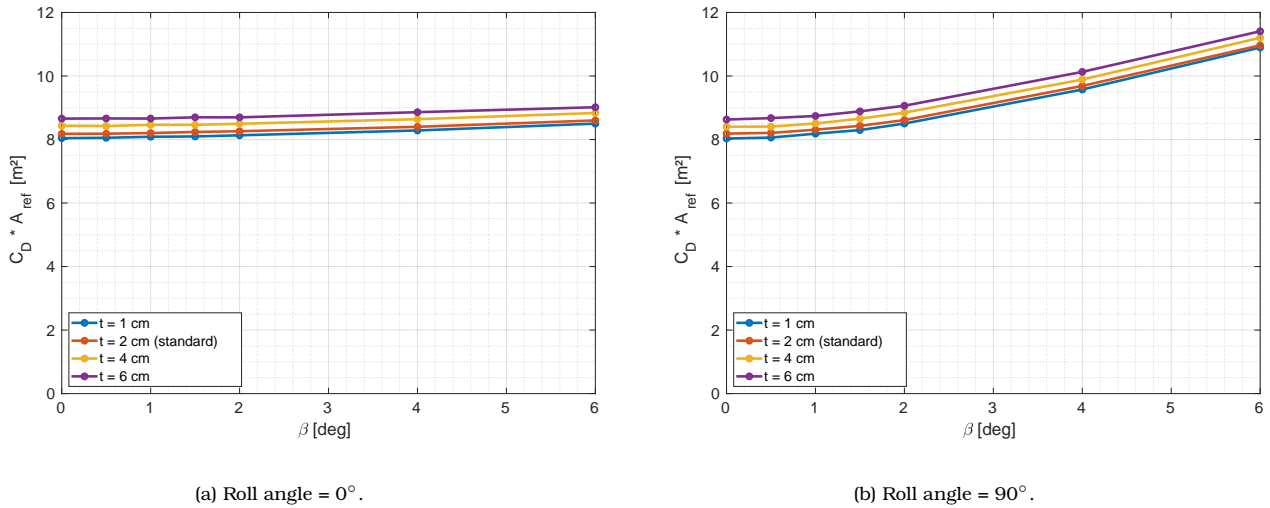 12
10
8
6
4
2
0
C_D * A_ref [m²]
t = 1 cm
t = 2 cm (standard)
t = 4 cm
t = 6 cm
0 1 2 3 4 5 6
β [deg]
(a) Roll angle = 0°.
12
10
8
6
4
2
0
C_D * A_ref [m²]
t = 1 cm
t = 2 cm (standard)
t = 4 cm
t = 6 cm
0 1 2 3 4 5 6
β [deg]
(b) Roll angle = 90°.